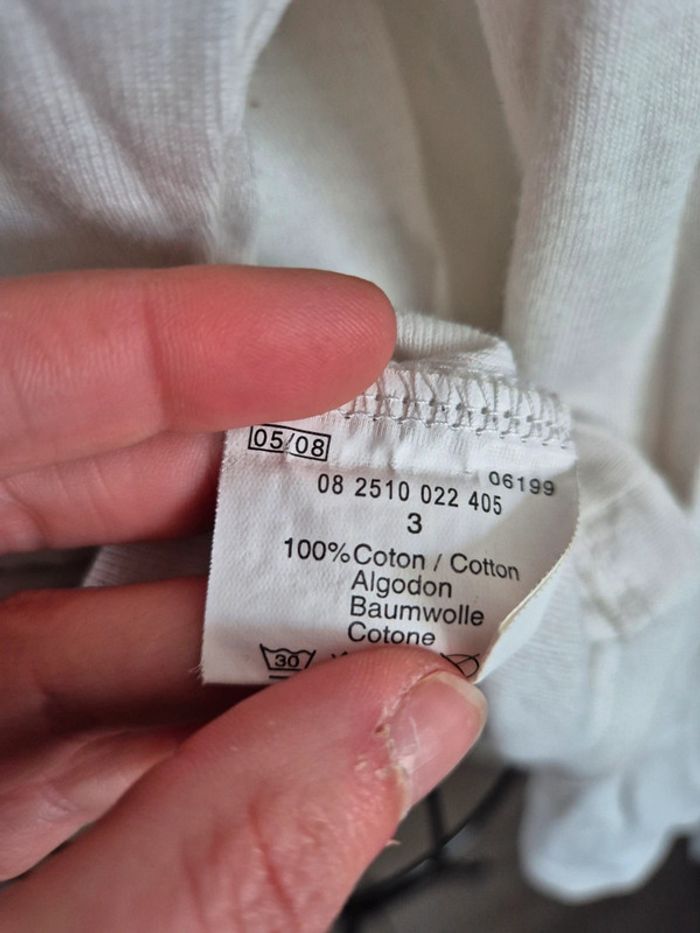 05/08
06199
08 2510 022 405
3
100%Coton / Cotton
Algodon
Baumwolle
Cotone
30